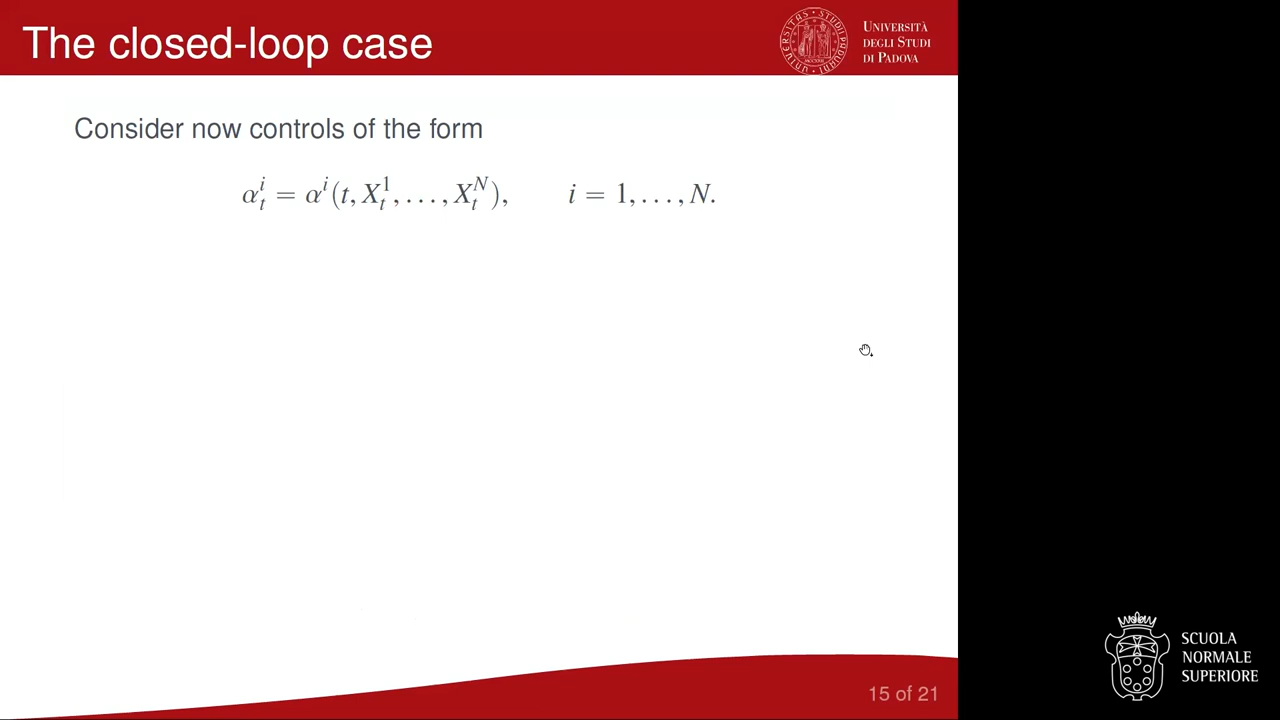 The closed-loop case
UNIVERSITÀ
DEGLI STUDI
DI PADOVA
Consider now controls of the form
α^i_t = α^i(t, X^1_t, . . . , X^N_t),   i = 1, . . . , N.
15 of 21
SCUOLA
NORMALE
SUPERIORE